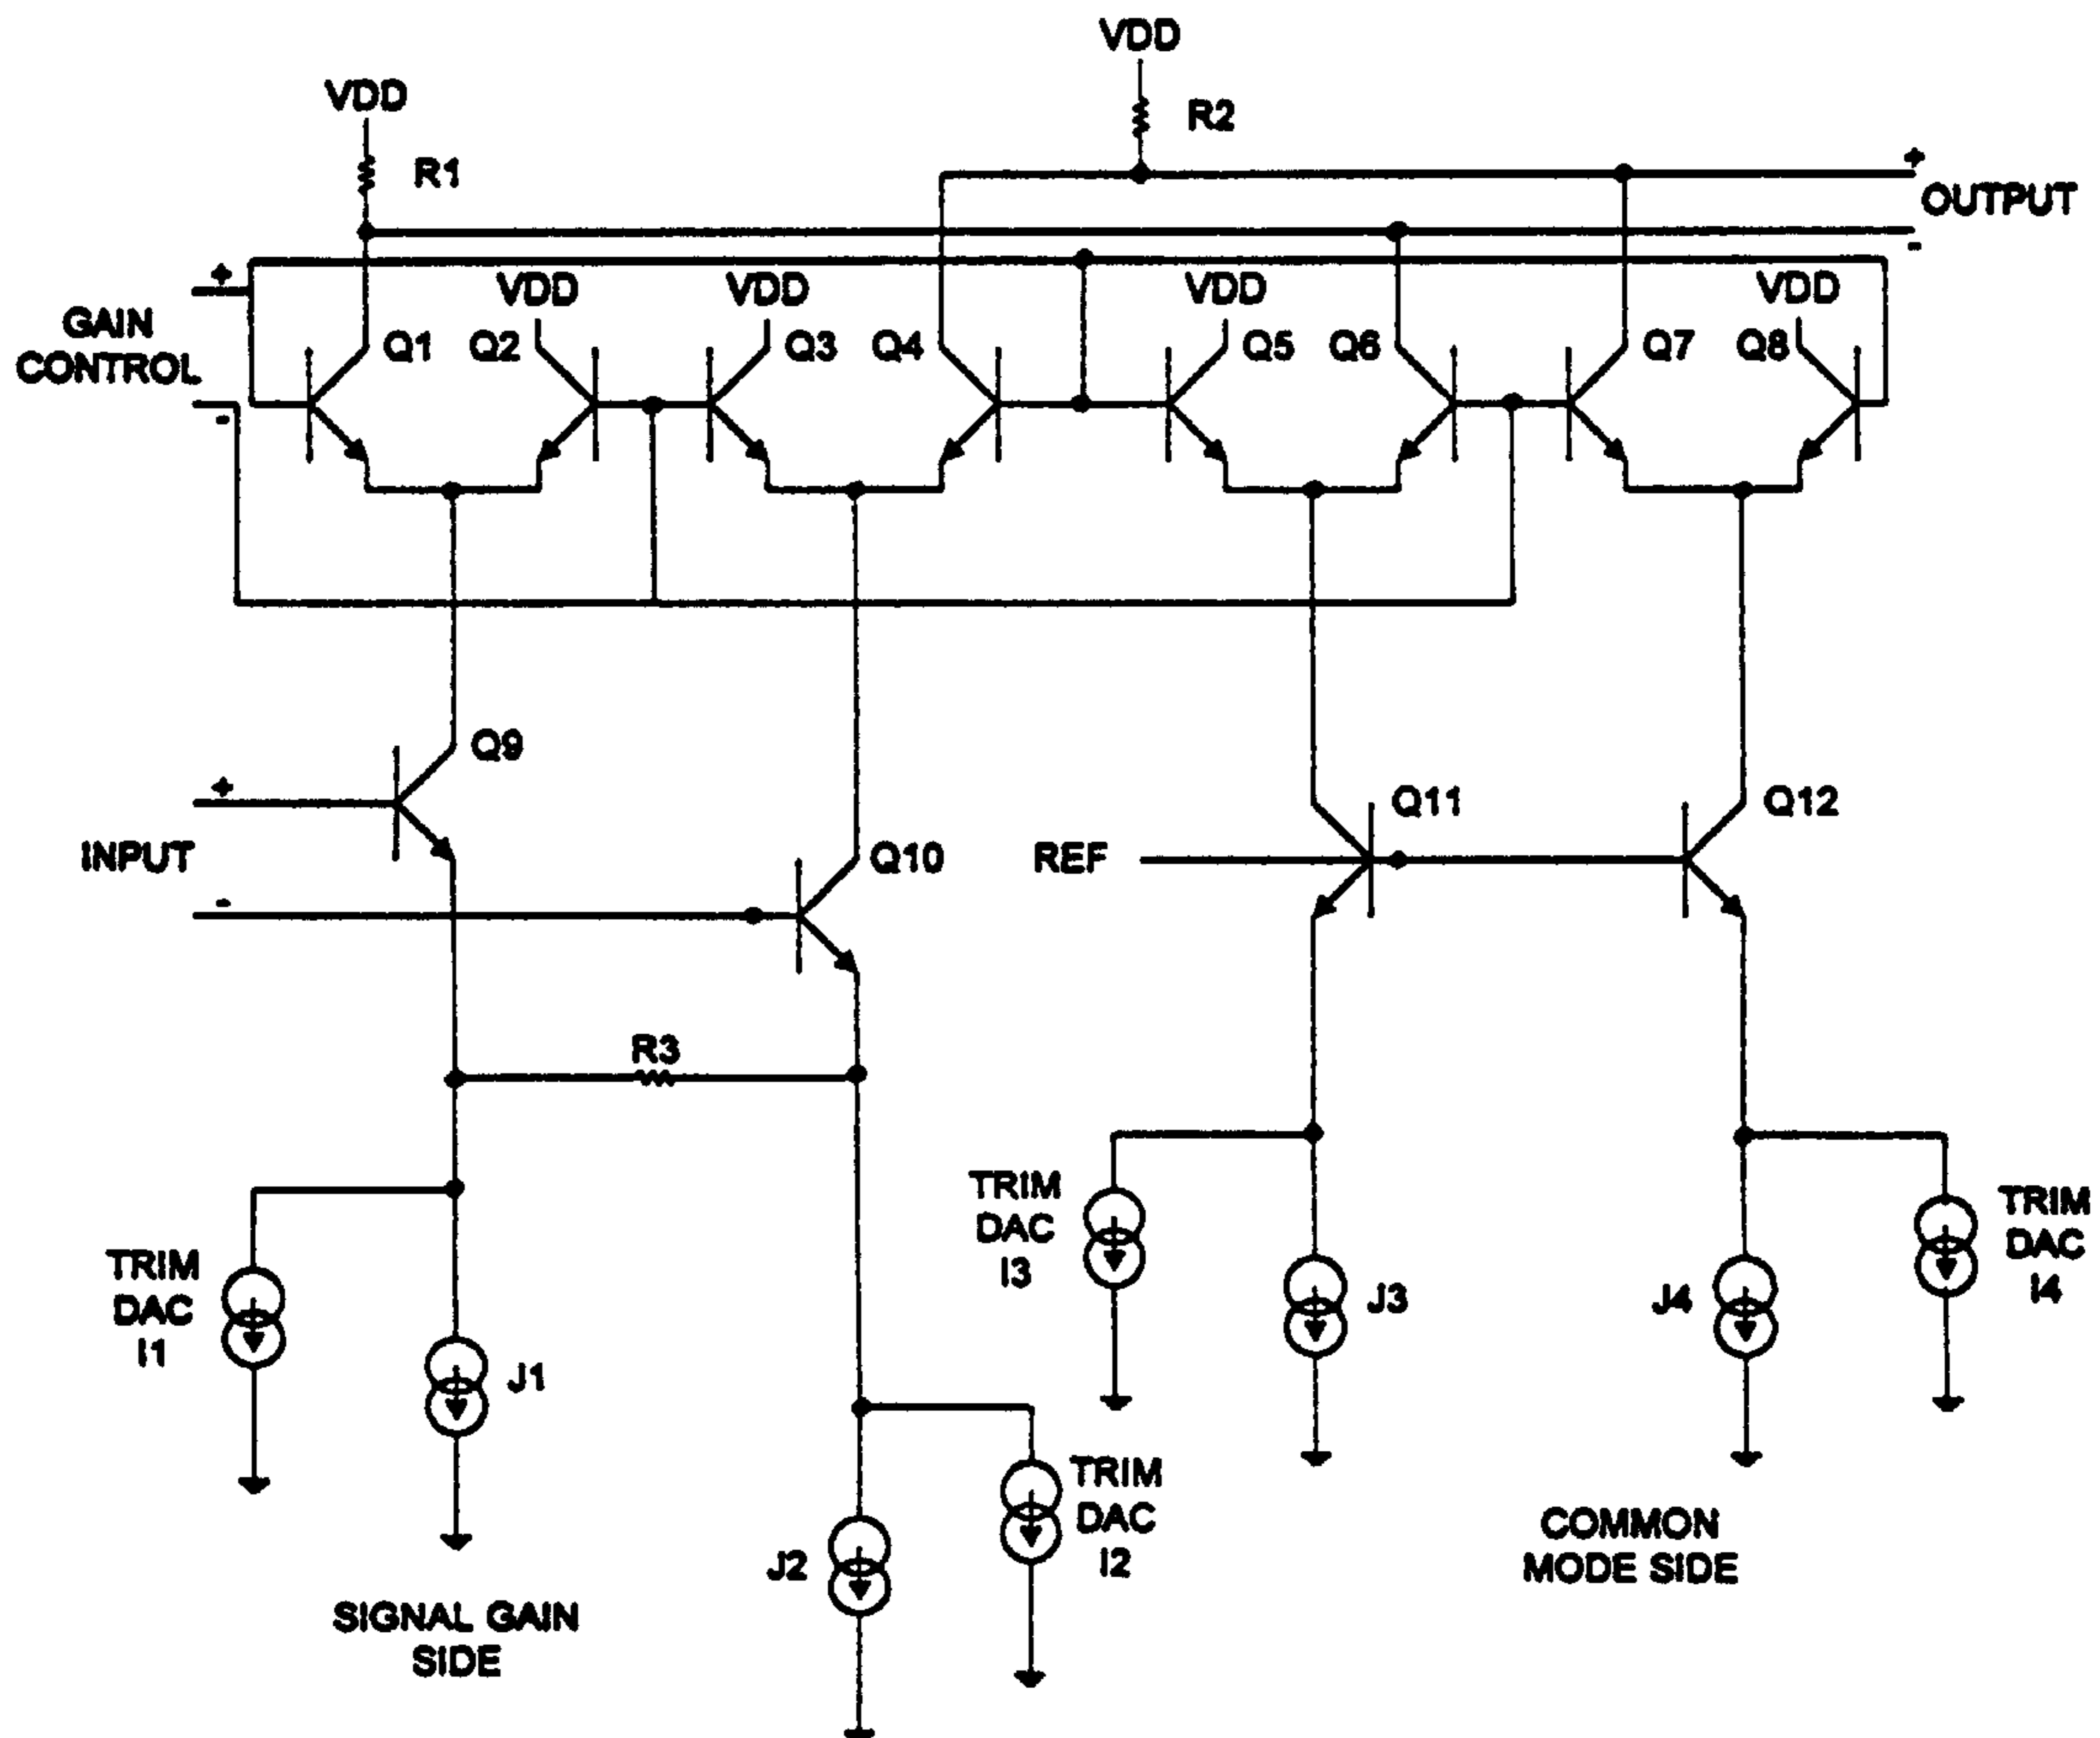 VDD
R2
VDD
R1
+
OUTPUT
-
+
GAIN
CONTROL
-
VDD
VDD
VDD
VDD
Q1
Q2
Q3
Q4
Q5
Q6
Q7
Q8
Q9
+
INPUT
-
Q10
REF
Q11
Q12
R3
TRIM
DAC
I1
J1
J2
TRIM
DAC
I2
TRIM
DAC
I3
J3
J4
TRIM
DAC
I4
SIGNAL GAIN
SIDE
COMMON
MODE SIDE